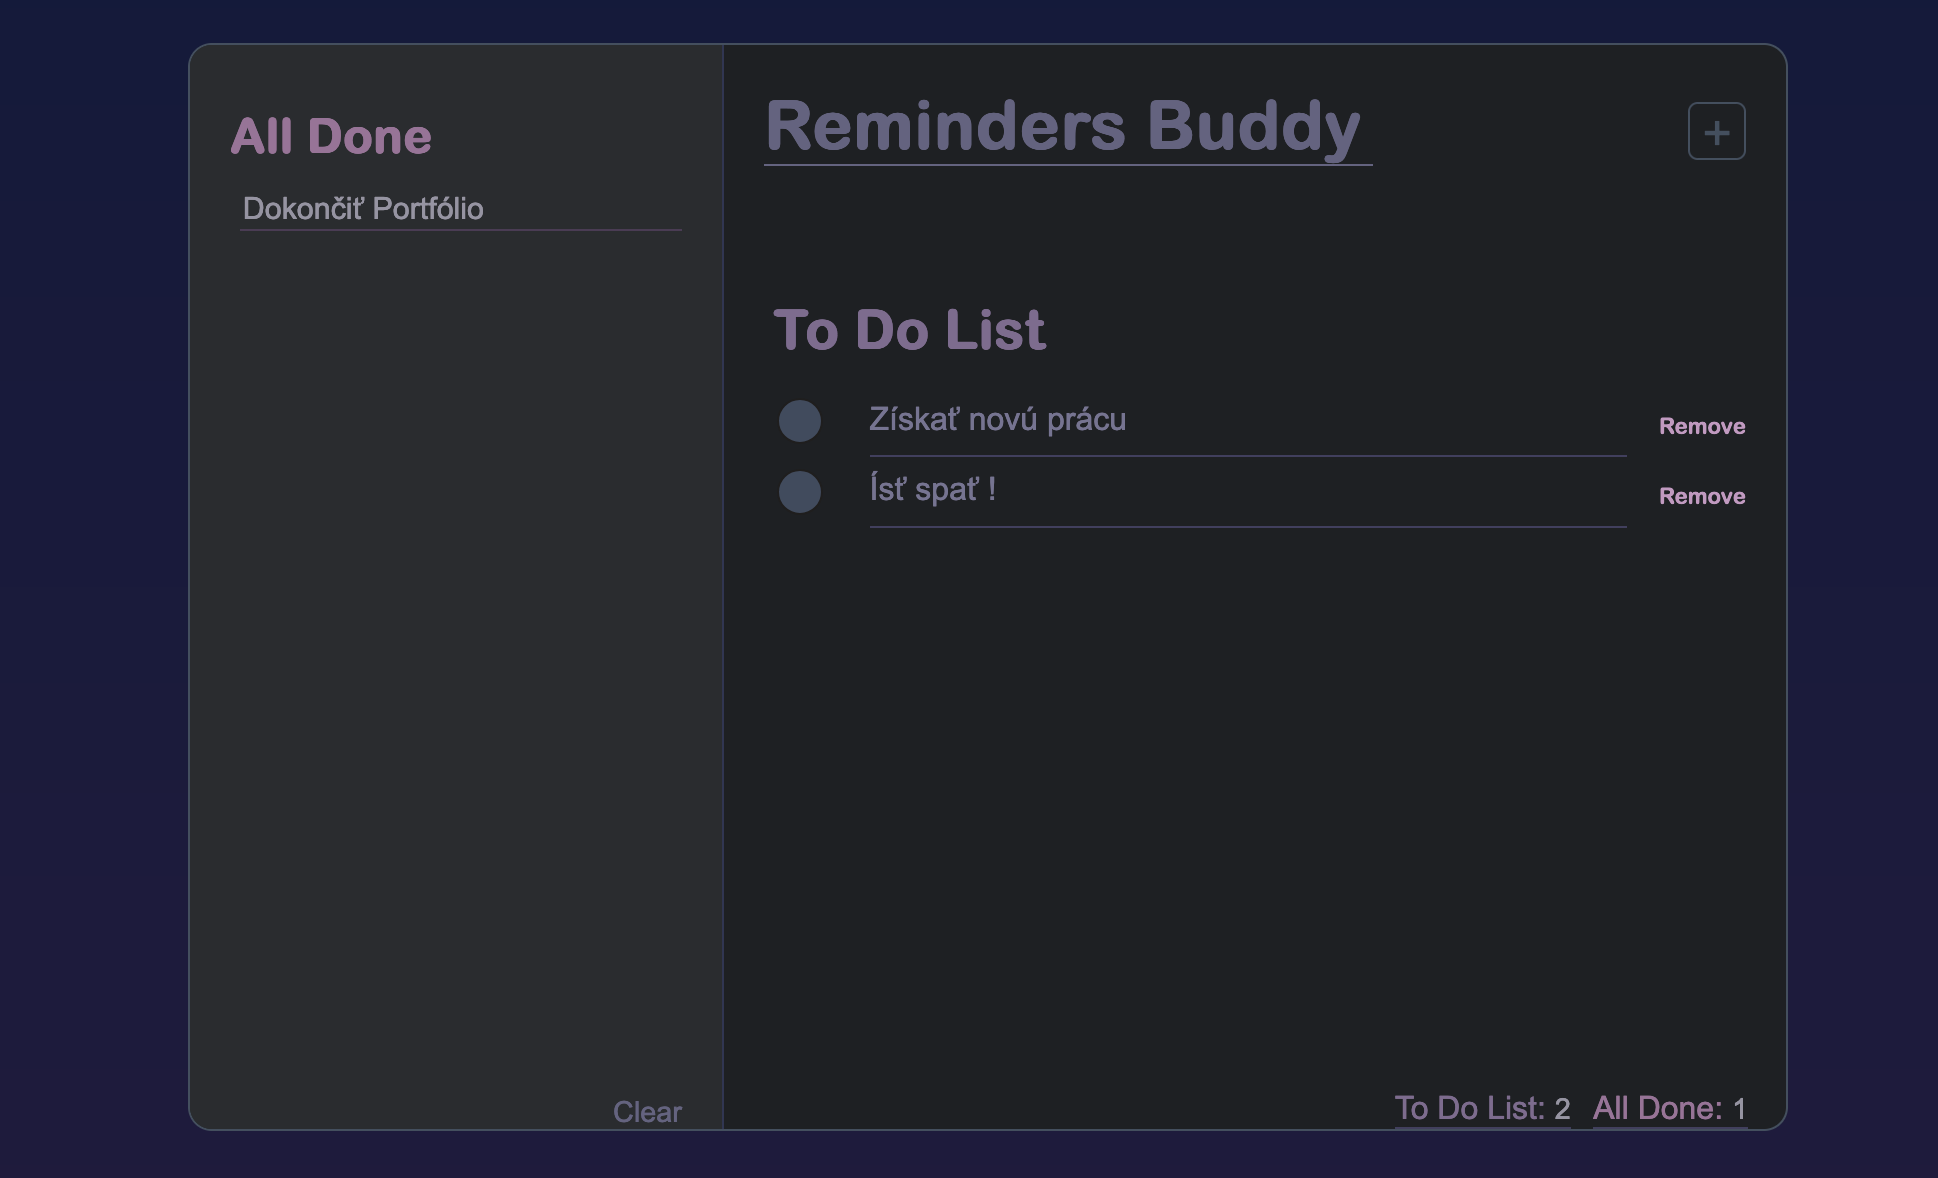 All Done
Dokončiť Portfólio
Clear
Reminders Buddy
+
To Do List
Získať novú prácu
Remove
Ísť spať !
Remove
To Do List: 2 All Done: 1